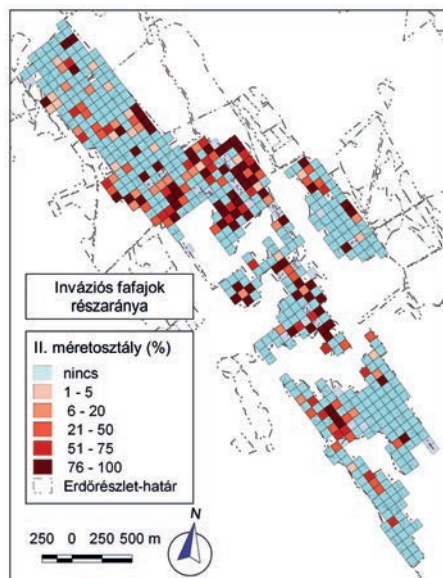 Inváziós fafajok
részaránya
II. méretosztály (%)
nincs
1 - 5
6 - 20
21 - 50
51 - 75
76 - 100
Erdőrészlet-határ
N
250 0 250 500 m